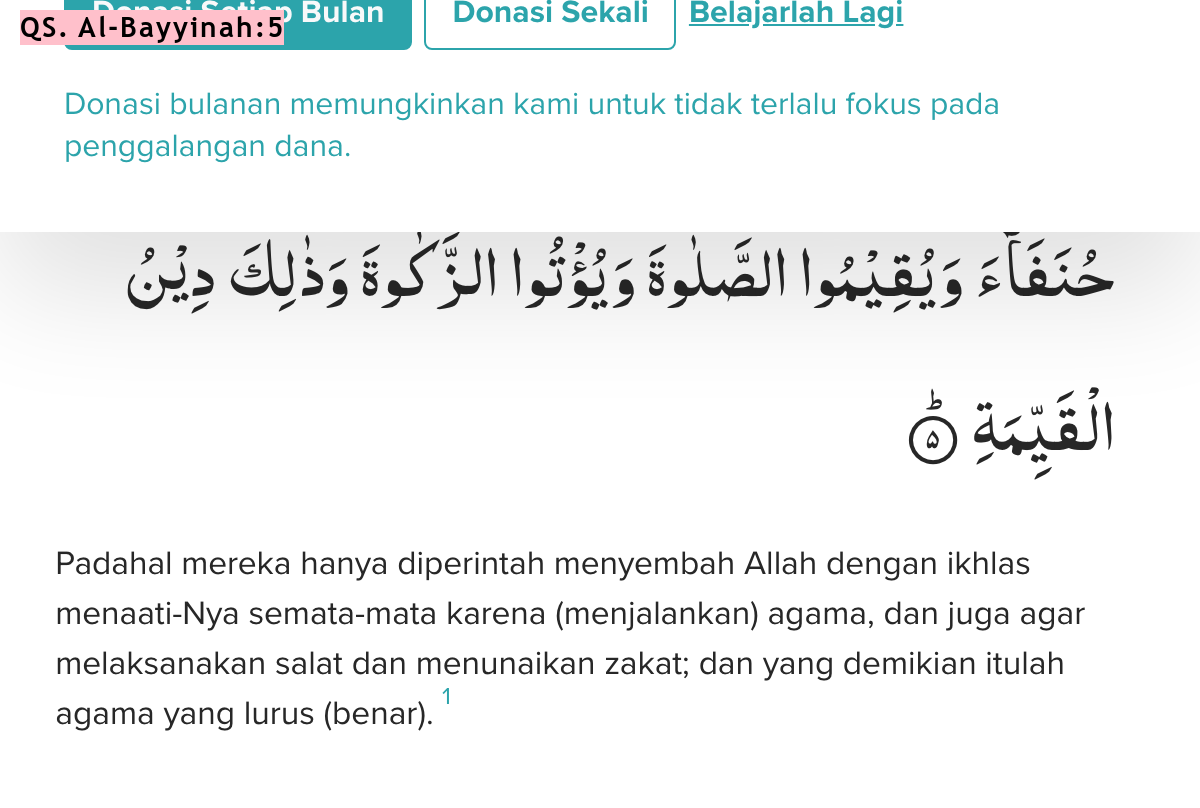 QS. Al-Bayyinah:5
Donasi Setiap Bulan
Donasi Sekali
Belajarlah Lagi
Donasi bulanan memungkinkan kami untuk tidak terlalu fokus pada
penggalangan dana.
حُنَفَاۤءَ وَيُقِيْمُوا الصَّلٰوةَ وَيُؤْتُوا الزَّكٰوةَ وَذٰلِكَ دِيْنُ
الْقَيِّمَةِۗ ۵
Padahal mereka hanya diperintah menyembah Allah dengan ikhlas
menaati-Nya semata-mata karena (menjalankan) agama, dan juga agar
melaksanakan salat dan menunaikan zakat; dan yang demikian itulah
agama yang lurus (benar). 1